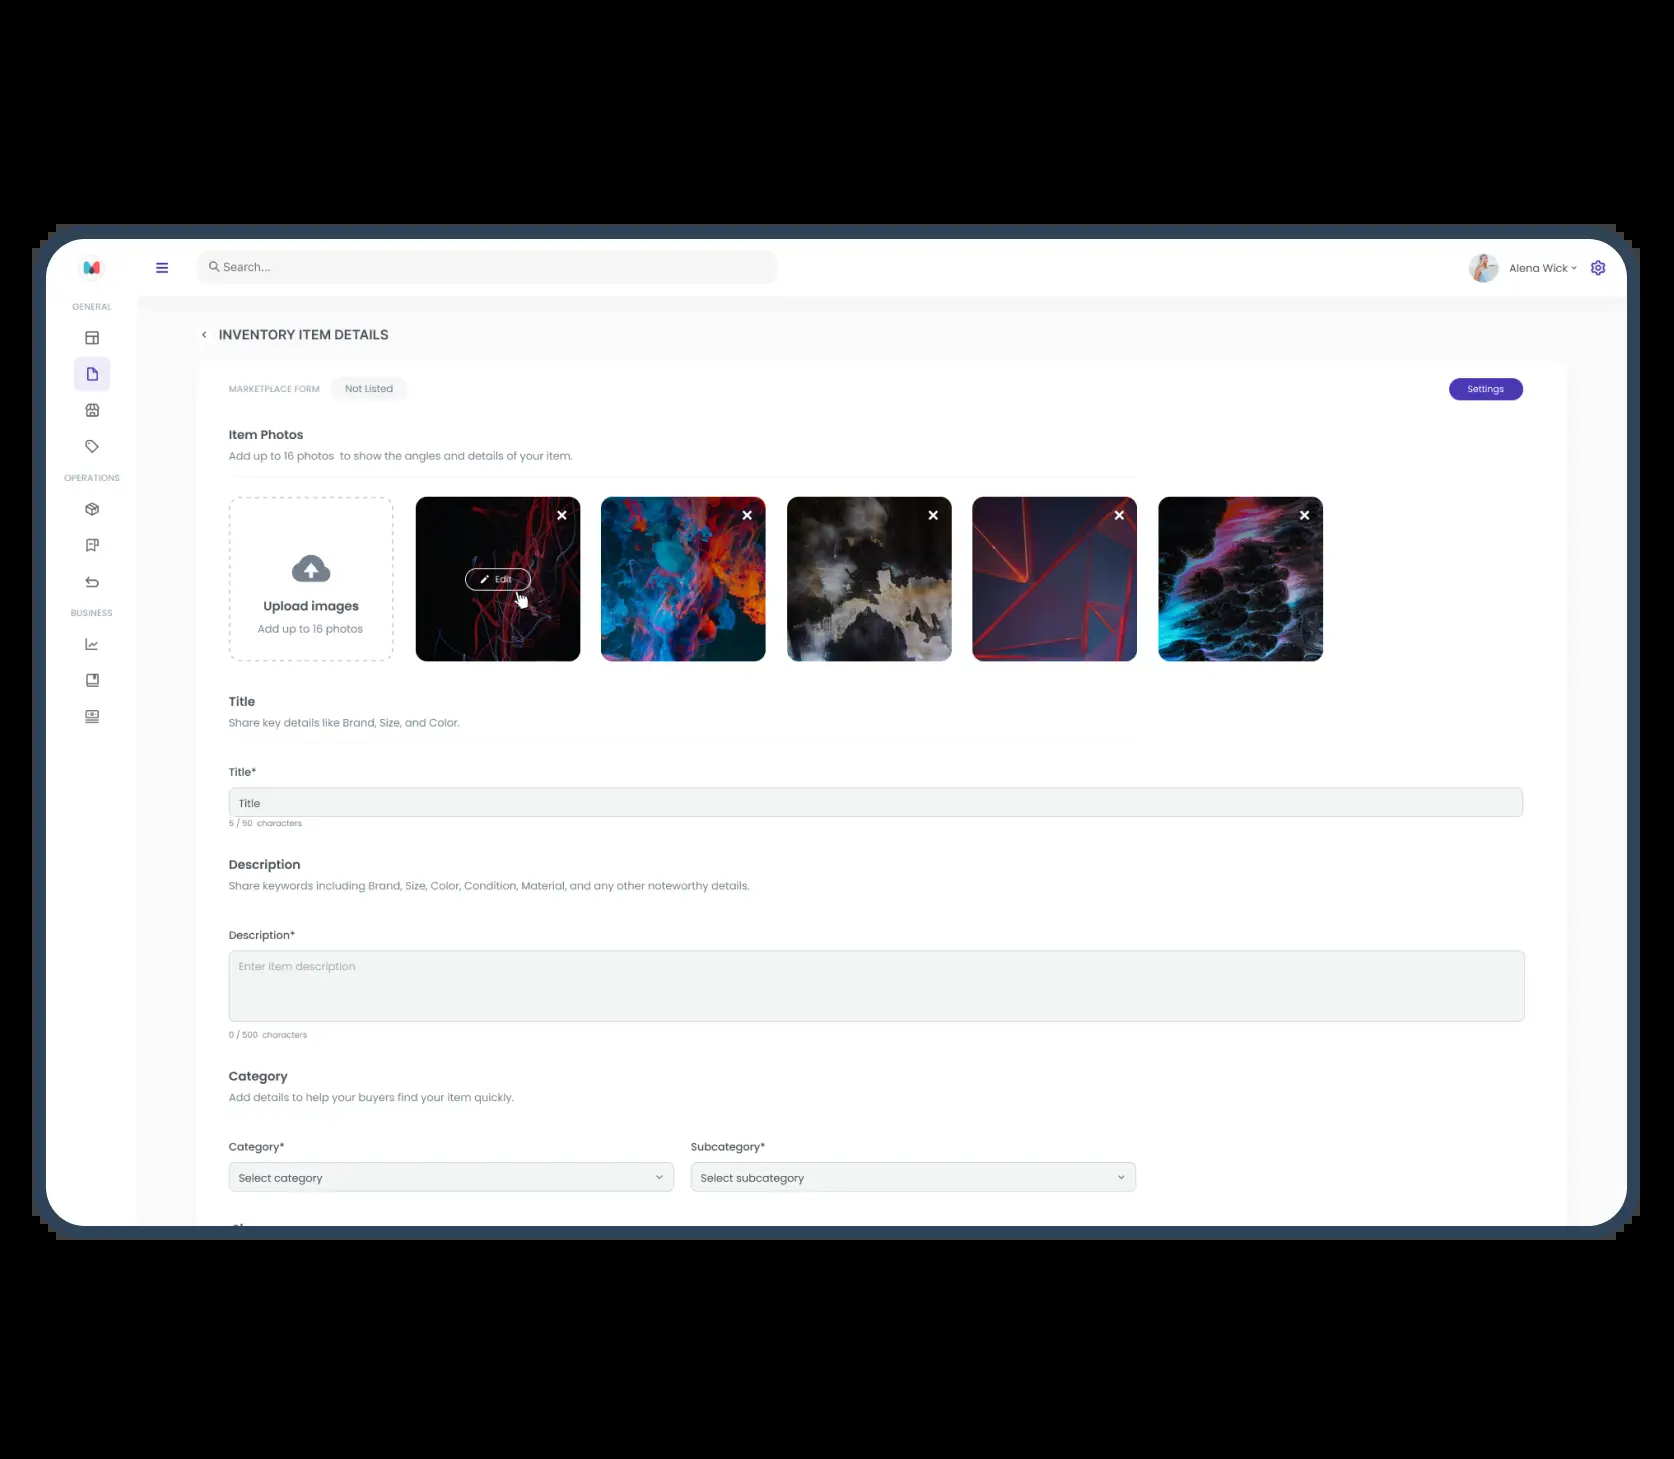 Search...
Alena Wick
GENERAL
OPERATIONS
BUSINESS
INVENTORY ITEM DETAILS
MARKETPLACE FORM
Not Listed
Settings
Item Photos
Add up to 16 photos to show the angles and details of your item.
Upload images
Add up to 16 photos
Edit
Title
Share key details like Brand, Size, and Color.
Title*
Title
5 / 50 characters
Description
Share keywords including Brand, Size, Color, Condition, Material, and any other noteworthy details.
Description*
Enter item description
0 / 500 characters
Category
Add details to help your buyers find your item quickly.
Category*
Subcategory*
Select category
Select subcategory